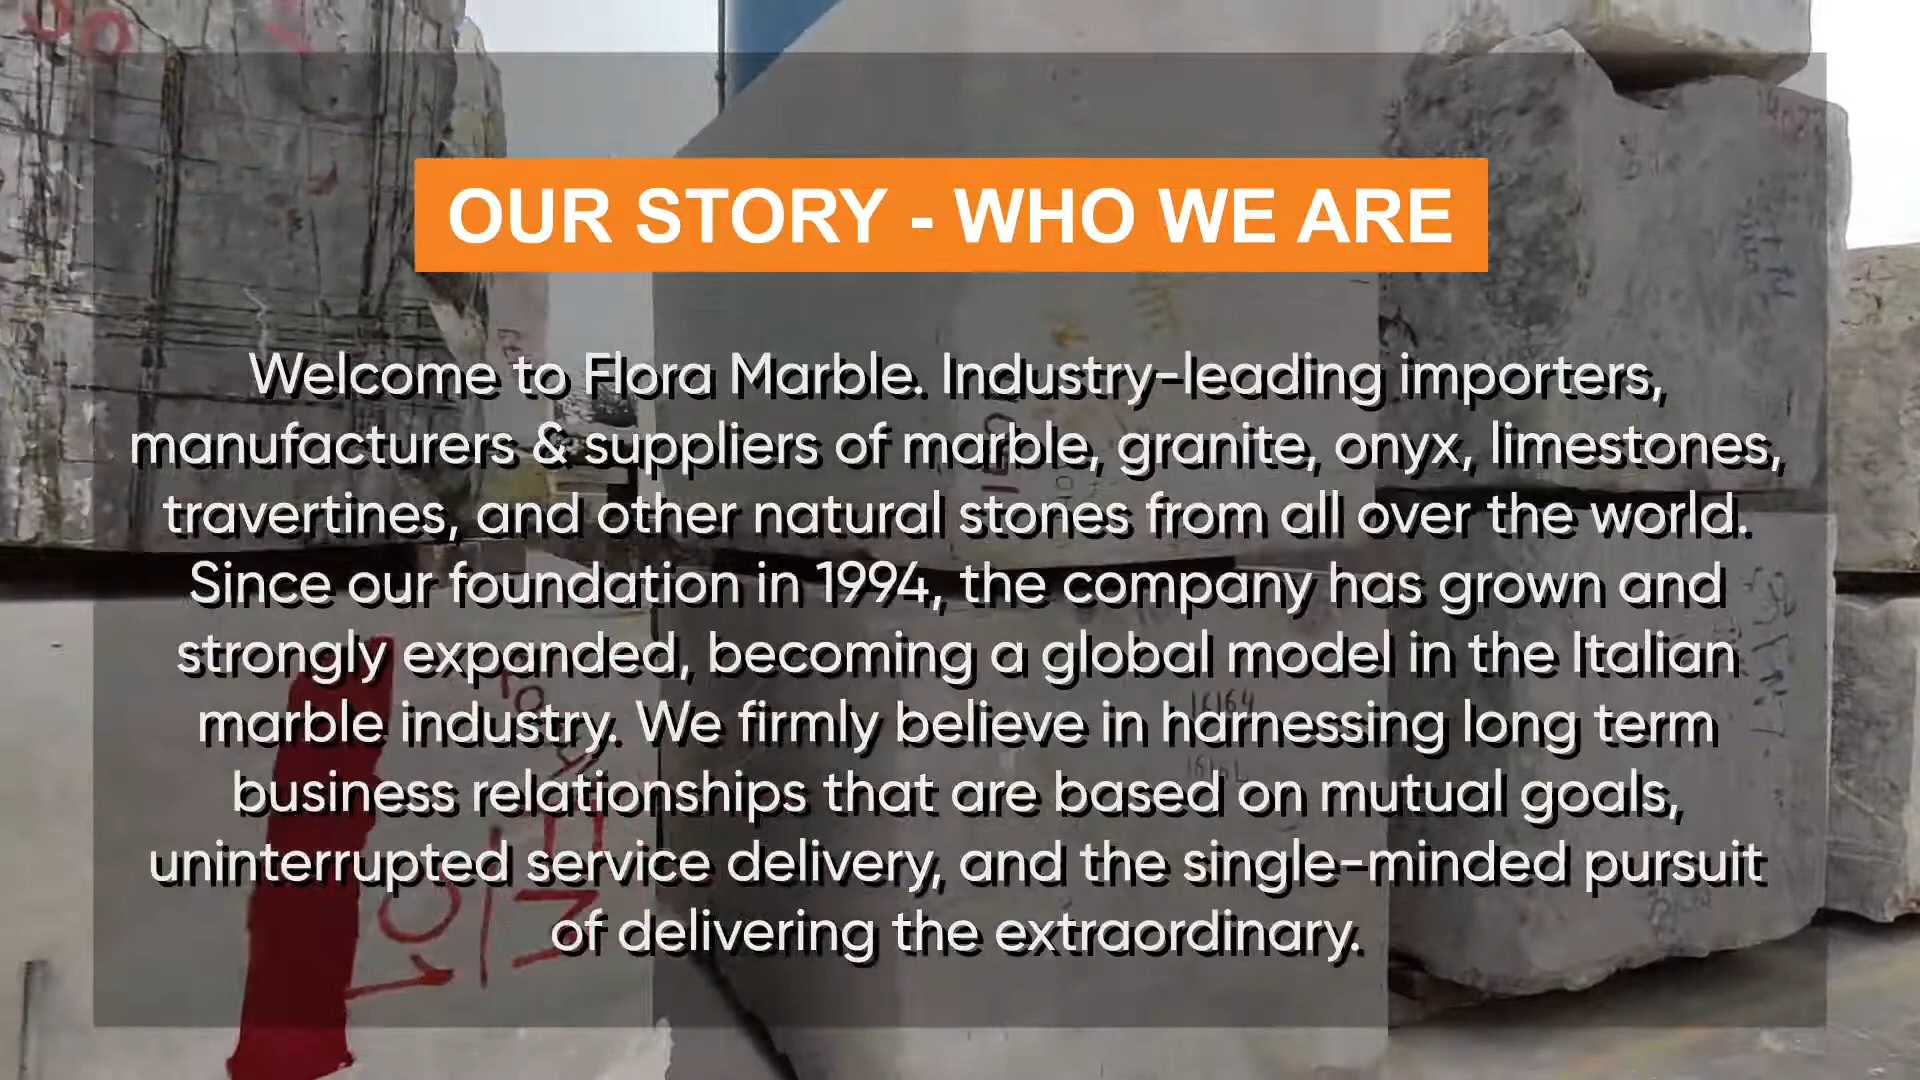 OUR STORY - WHO WE ARE
Welcome to Flora Marble. Industry-leading importers,
manufacturers & suppliers of marble, granite, onyx, limestones,
travertines, and other natural stones from all over the world.
Since our foundation in 1994, the company has grown and
strongly expanded, becoming a global model in the Italian
marble industry. We firmly believe in harnessing long term
business relationships that are based on mutual goals,
uninterrupted service delivery, and the single-minded pursuit
of delivering the extraordinary.
16164